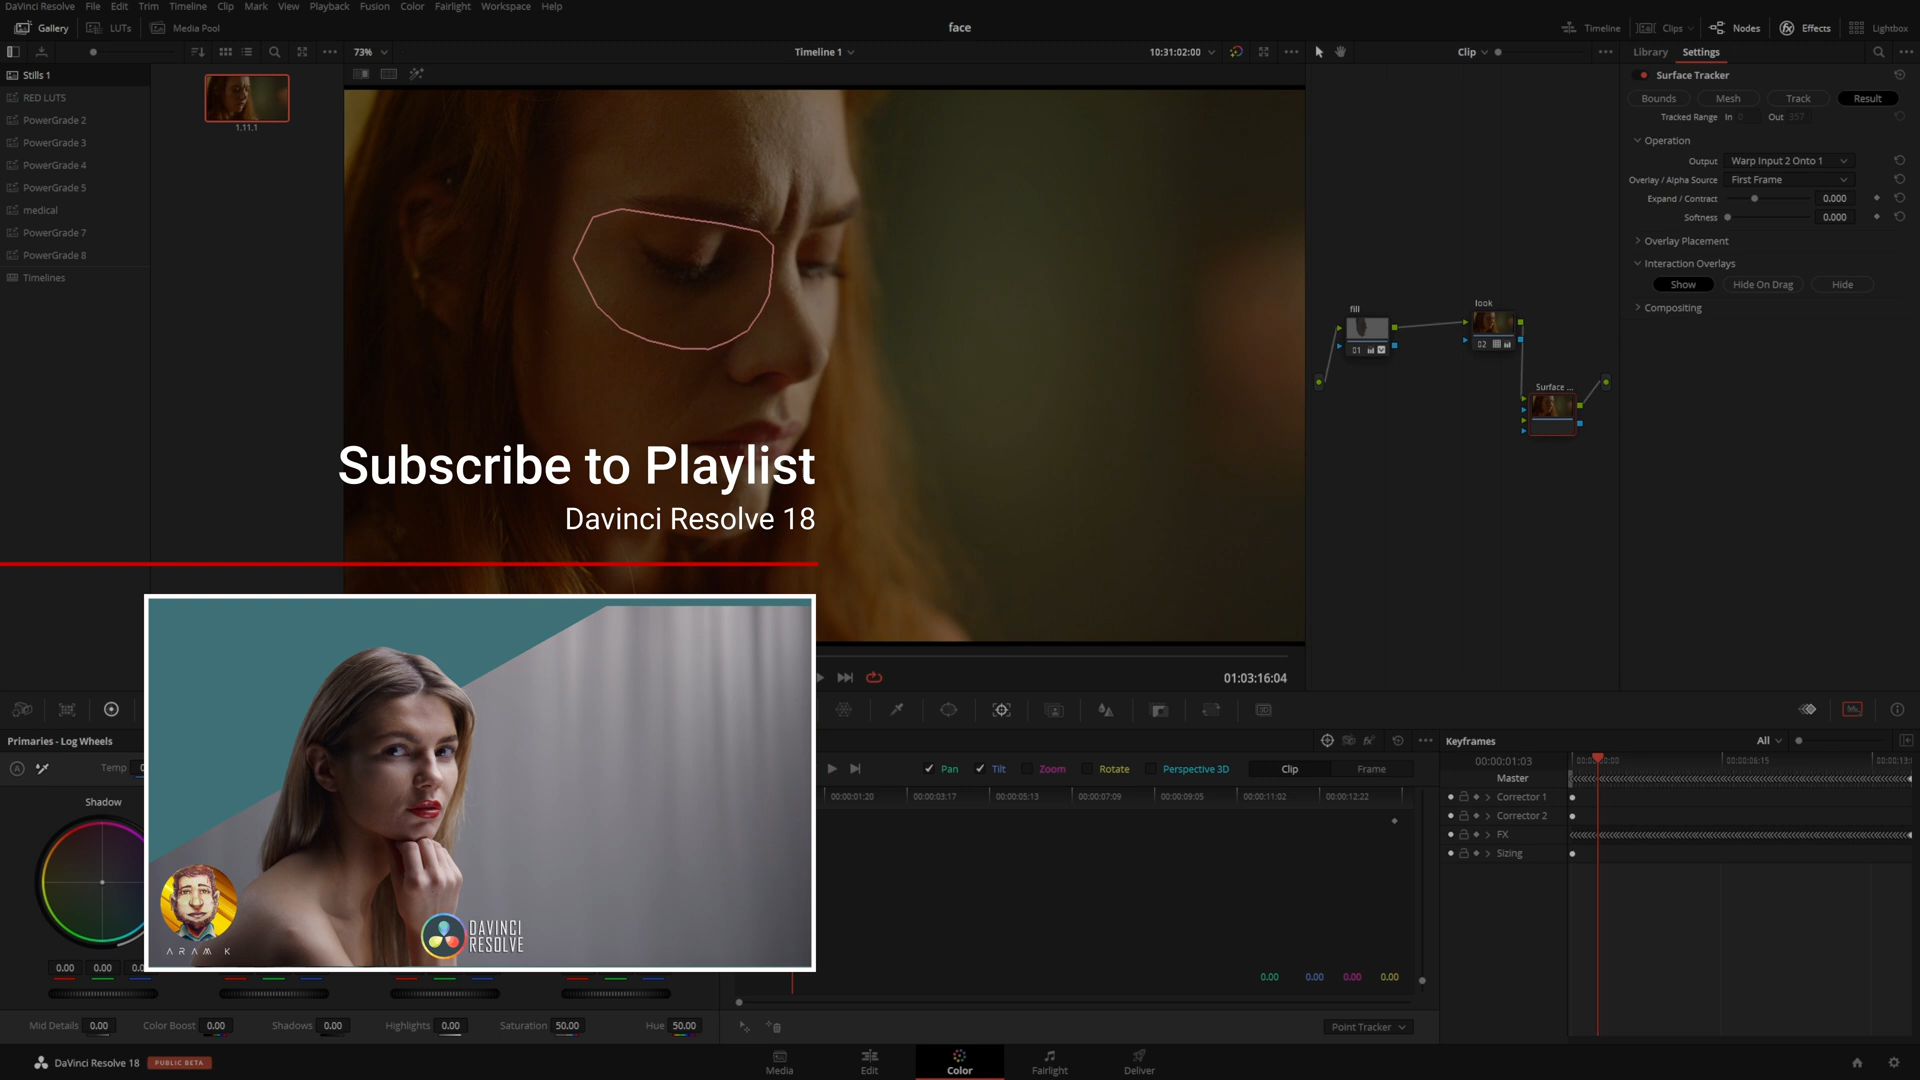 DaVinci Resolve File Edit Trim Timeline Clip Mark View Playback Fusion Color Fairlight Workspace Help
Gallery LUTs Media Pool face Timeline Clips Nodes Effects Lightbox
73% Timeline 1 10:31:02:00 Clip Library Settings
Stills 1
RED LUTS
PowerGrade 2
PowerGrade 3
PowerGrade 4
PowerGrade 5
medical
PowerGrade 7
PowerGrade 8
Timelines
1.11.1
Surface Tracker
Bounds Mesh Track Result
Tracked Range In 0 Out 357
Operation
Output Warp Input 2 Onto 1
Overlay / Alpha Source First Frame
Expand / Contract 0.000
Softness 0.000
Overlay Placement
Interaction Overlays
Show Hide On Drag Hide
Compositing
fill
01
look
02
Surface ...
Subscribe to Playlist
Davinci Resolve 18
01:03:16:04
ARAM K
DAVINCI
RESOLVE
Primaries - Log Wheels
Temp
Shadow
0.00 0.00
Mid Details 0.00 Color Boost 0.00 Shadows 0.00 Highlights 0.00 Saturation 50.00 Hue 50.00
Pan Tilt Zoom Rotate Perspective 3D Clip Frame
00:00:01:20 00:00:03:17 00:00:05:13 00:00:07:09 00:00:09:05 00:00:11:02 00:00:12:22
0.00 0.00 0.00 0.00
Point Tracker
Keyframes All
00:00:01:03 00:00:06:15
Master
Corrector 1
Corrector 2
FX
Sizing
DaVinci Resolve 18 PUBLIC BETA
Media Edit Color Fairlight Deliver